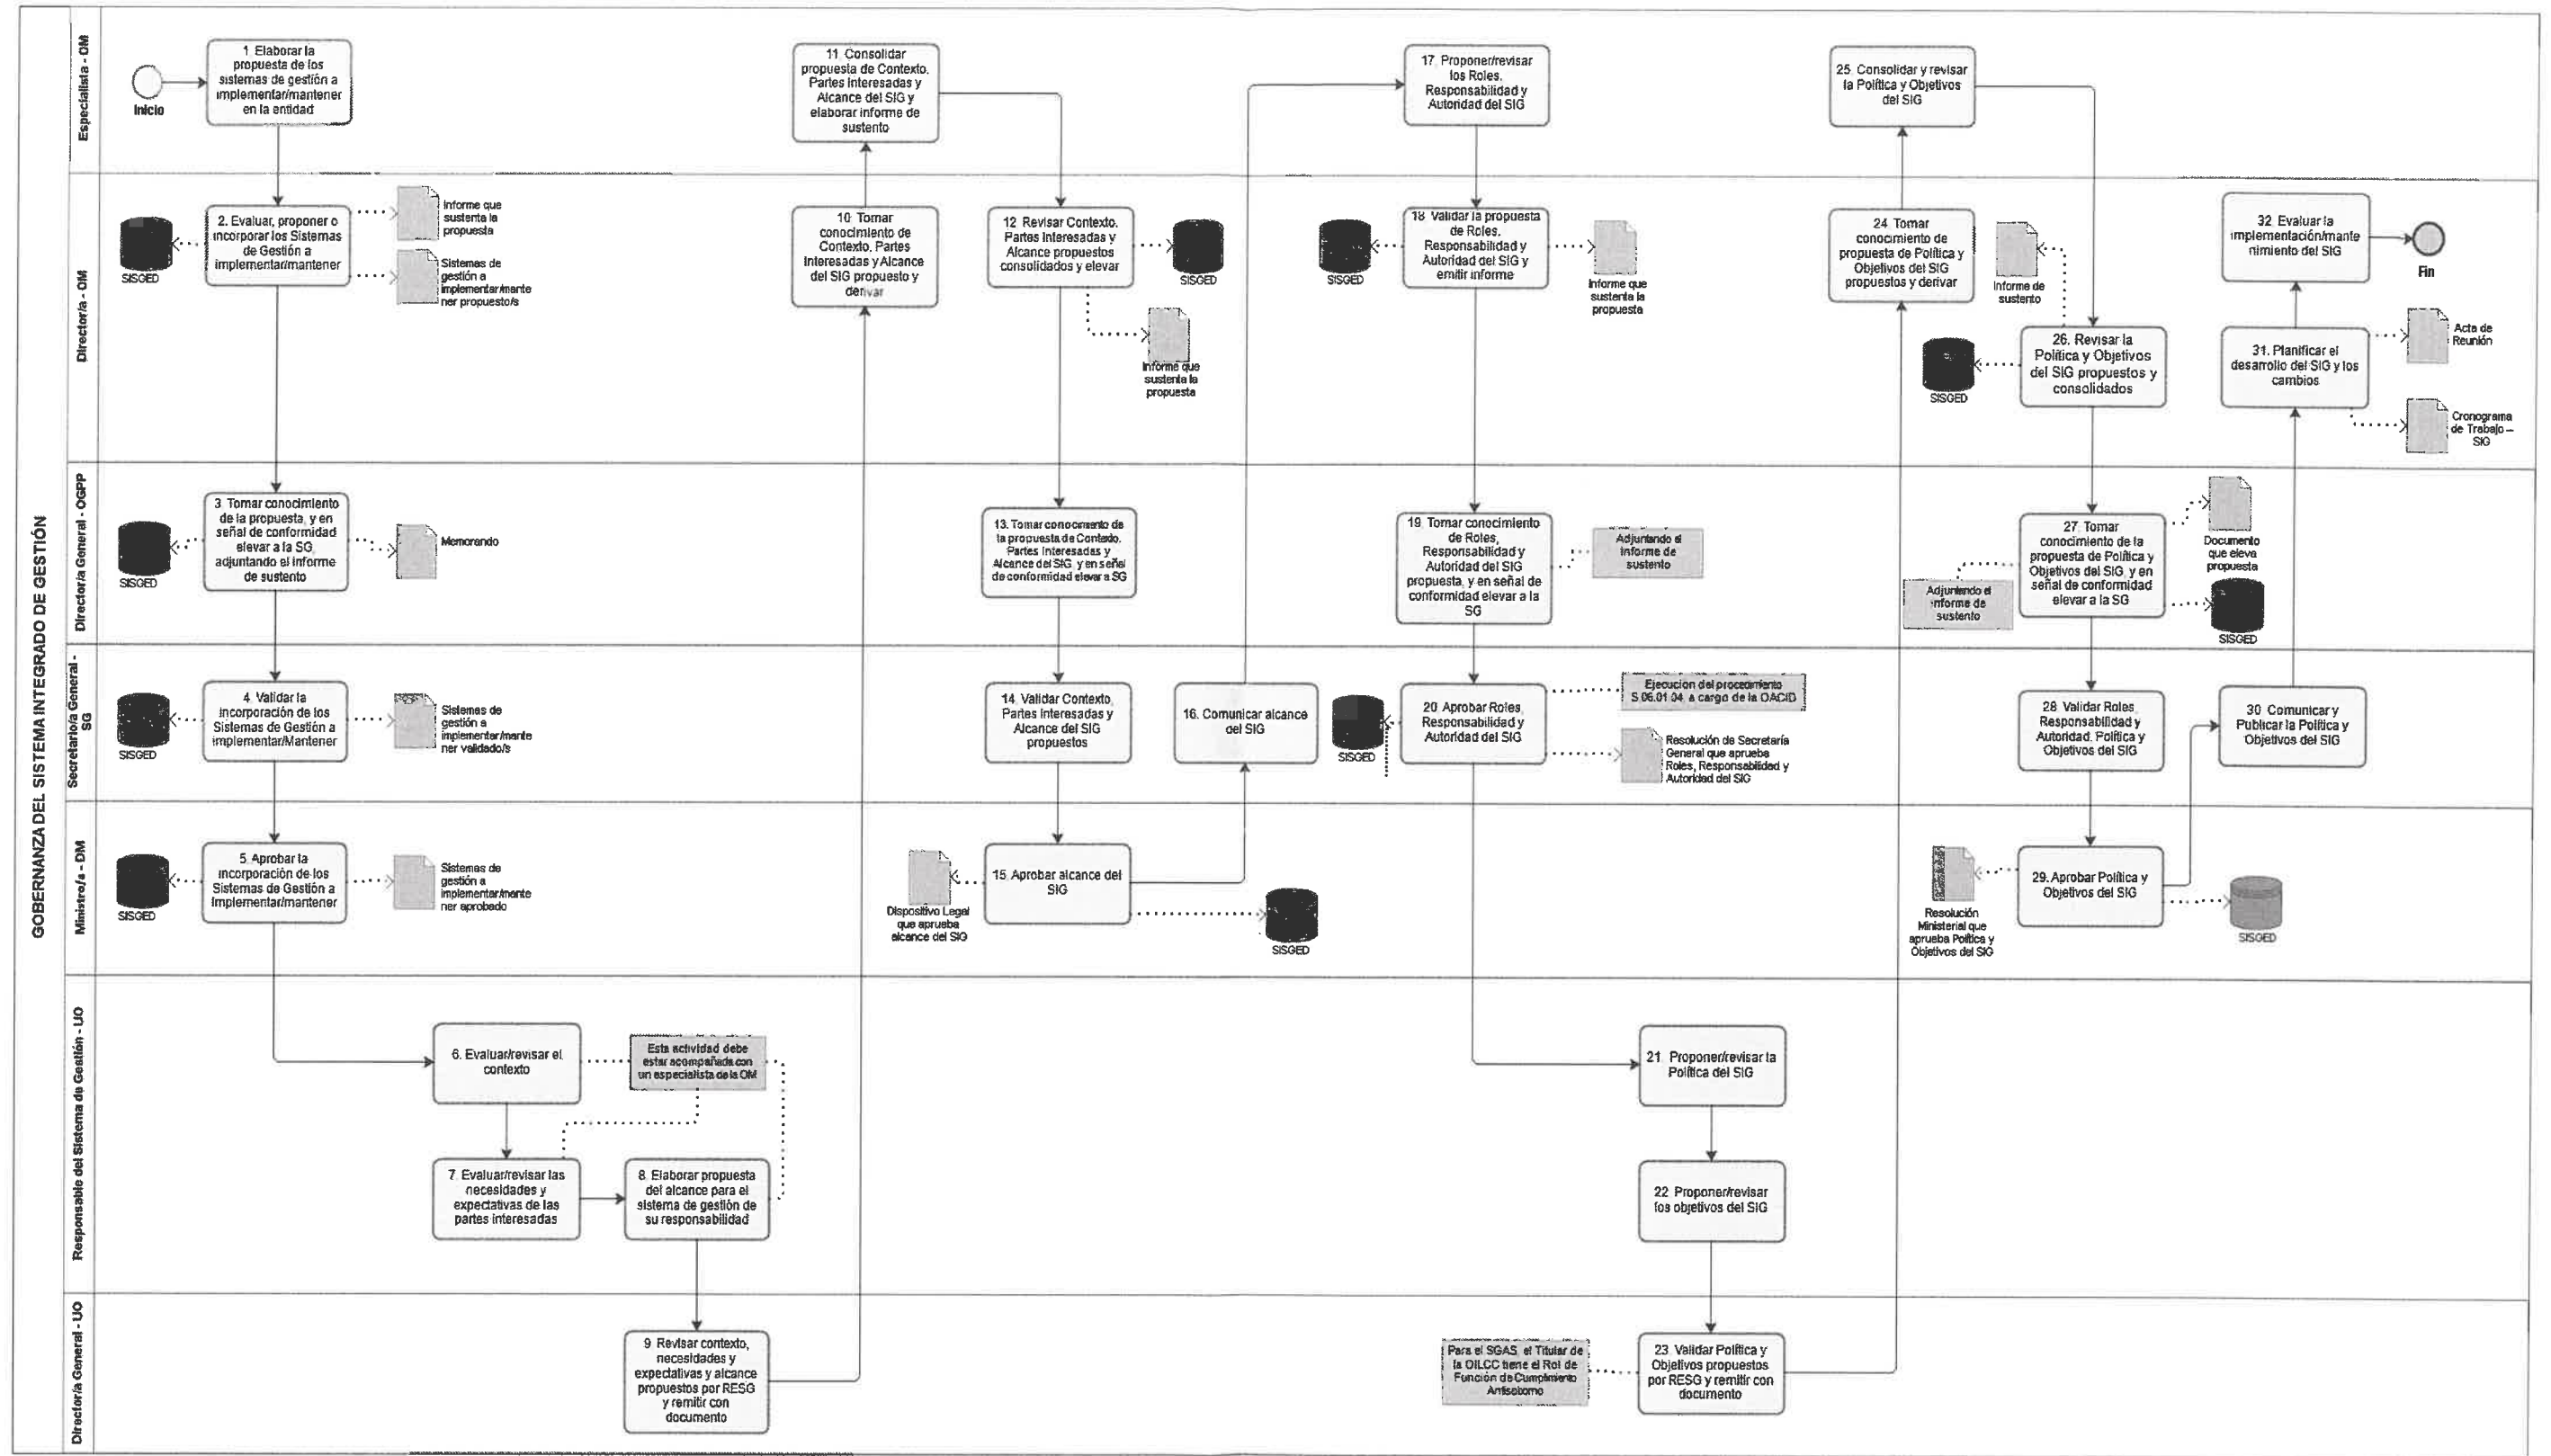 GOBERNANZA DEL SISTEMA INTEGRADO DE GESTIÓN
Especialista - OM
Inicio
1. Elaborar la
propuesta de los
sistemas de gestión a
implementar/mantener
en la entidad
11. Consolidar
propuesta de Contexto,
Partes Interesadas y
Alcance del SIG y
elaborar informe de
sustento
17. Proponer/revisar
los Roles,
Responsabilidad y
Autoridad del SIG
25. Consolidar y revisar
la Política y Objetivos
del SIG
Director/a - OM
SISGED
2. Evaluar, proponer o
incorporar los Sistemas
de Gestión a
implementar/mantener
Informe que
sustenta la
propuesta
Sistemas de
gestión a
implementar/mante
ner propuesto/s
10. Tomar
conocimiento de
Contexto, Partes
Interesadas y Alcance
del SIG propuesto y
derivar
12. Revisar Contexto,
Partes Interesadas y
Alcance propuestos
consolidados y elevar
SISGED
Informe que
sustenta la
propuesta
SISGED
18. Validar la propuesta
de Roles,
Responsabilidad y
Autoridad del SIG y
emitir informe
Informe que
sustenta la
propuesta
24. Tomar
conocimiento de
propuesta de Política y
Objetivos del SIG
propuestos y derivar
Informe de
sustento
SISGED
26. Revisar la
Política y Objetivos
del SIG propuestos y
consolidados
32. Evaluar la
implementación/mante
nimiento del SIG
Fin
31. Planificar el
desarrollo del SIG y los
cambios
Acta de
Reunión
Cronograma
de Trabajo –
SIG
Director/a General - OGPP
SISGED
3. Tomar conocimiento
de la propuesta, y en
señal de conformidad
elevar a la SG,
adjuntando el informe
de sustento
Memorando
13. Tomar conocimiento de
la propuesta de Contexto,
Partes Interesadas y
Alcance del SIG, y en señal
de conformidad elevar a SG
19. Tomar conocimiento
de Roles,
Responsabilidad y
Autoridad del SIG
propuesta, y en señal de
conformidad elevar a la
SG
Adjuntando el
informe de
sustento
Adjuntando el
informe de
sustento
27. Tomar
conocimiento de la
propuesta de Política y
Objetivos del SIG, y en
señal de conformidad
elevar a la SG
Documento
que eleva
propuesta
SISGED
Secretario/a General -
SG
SISGED
4. Validar la
incorporación de los
Sistemas de Gestión a
Implementar/Mantener
Sistemas de
gestión a
implementar/mante
ner validado/s
14. Validar Contexto,
Partes Interesadas y
Alcance del SIG
propuestos
16. Comunicar alcance
del SIG
SISGED
20. Aprobar Roles,
Responsabilidad y
Autoridad del SIG
Ejecución del procedimiento
S.06.01.04, a cargo de la OACID
Resolución de Secretaría
General que aprueba
Roles, Responsabilidad y
Autoridad del SIG
28. Validar Roles,
Responsabilidad y
Autoridad, Política y
Objetivos del SIG
30. Comunicar y
Publicar la Política y
Objetivos del SIG
Ministro/a - DM
SISGED
5. Aprobar la
incorporación de los
Sistemas de Gestión a
Implementar/mantener
Sistemas de
gestión a
implementar/mante
ner aprobado
Dispositivo Legal
que aprueba
alcance del SIG
15. Aprobar alcance del
SIG
SISGED
Resolución
Ministerial que
aprueba Política y
Objetivos del SIG
29. Aprobar Política y
Objetivos del SIG
SISGED
Responsable del Sistema de Gestión - UO
6. Evaluar/revisar el
contexto
Esta actividad debe
estar acompañada con
un especialista de la OM
7. Evaluar/revisar las
necesidades y
expectativas de las
partes interesadas
8. Elaborar propuesta
del alcance para el
sistema de gestión de
su responsabilidad
21. Proponer/revisar la
Política del SIG
22. Proponer/revisar
los objetivos del SIG
Director/a General - UO
9. Revisar contexto,
necesidades y
expectativas y alcance
propuestos por RESG
y remitir con
documento
Para el SGAS, el Titular de
la OILCC tiene el Rol de
Función de Cumplimiento
Antisoborno
23. Validar Política y
Objetivos propuestos
por RESG y remitir con
documento